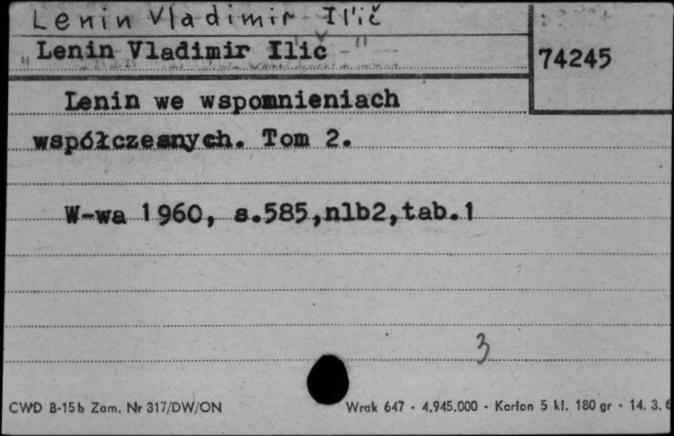 Lenin Vladimir Il'ič
"Lenin Vladimir Ilič - "
74245
Lenin we wspomnieniach
współczesnych. Tom 2.
W-wa 1960, s.585,nlb2,tab.1
3
CWD B-15b Zam. Nr 317/DW/ON
Wrak 647 - 4.945.000 - Karton 5 kl. 180 gr - 14. 3.